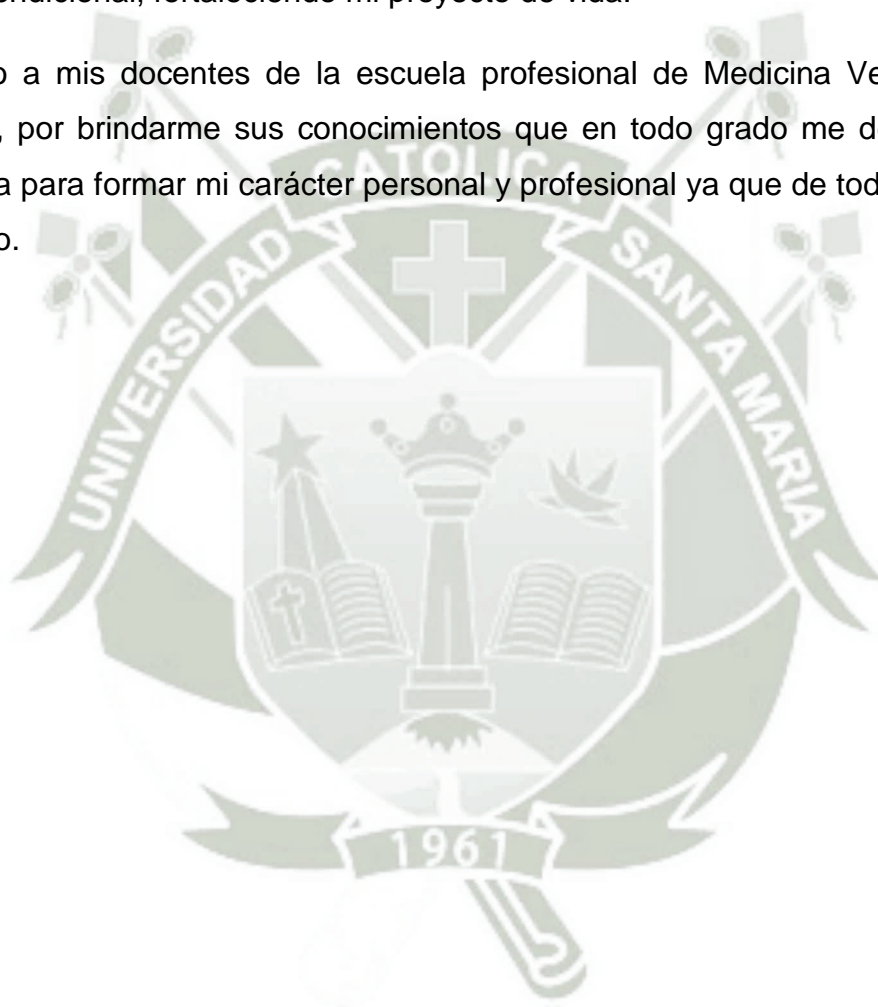 ndicional, fortaleciendo mi proyecto de vida.
o a mis docentes de la escuela profesional de Medicina Ve
, por brindarme sus conocimientos que en todo grado me d
a para formar mi carácter personal y profesional ya que de tod
o.
UNIVERSIDAD CATOLICA SANTA MARIA
1961